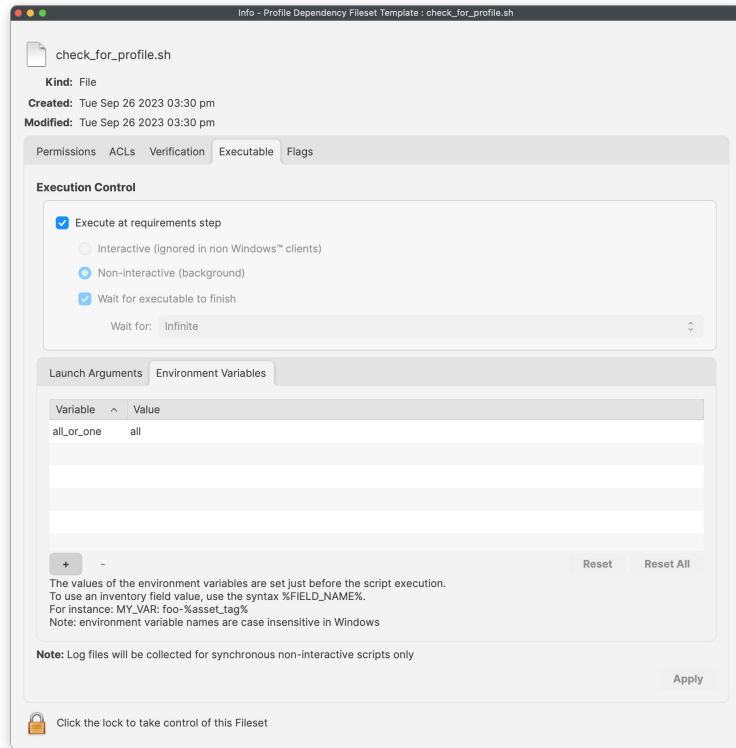 Info - Profile Dependency Fileset Template : check_for_profile.sh
check_for_profile.sh
Kind: File
Created: Tue Sep 26 2023 03:30 pm
Modified: Tue Sep 26 2023 03:30 pm
Permissions ACLs Verification Executable Flags
Execution Control
Execute at requirements step
Interactive (ignored in non Windows™ clients)
Non-interactive (background)
Wait for executable to finish
Wait for: Infinite
Launch Arguments Environment Variables
Variable Value
all_or_one all
+ - Reset Reset All
The values of the environment variables are set just before the script execution.
To use an inventory field value, use the syntax %FIELD_NAME%.
For instance: MY_VAR: foo-%asset_tag%
Note: environment variable names are case insensitive in Windows
Note: Log files will be collected for synchronous non-interactive scripts only
Apply
Click the lock to take control of this Fileset